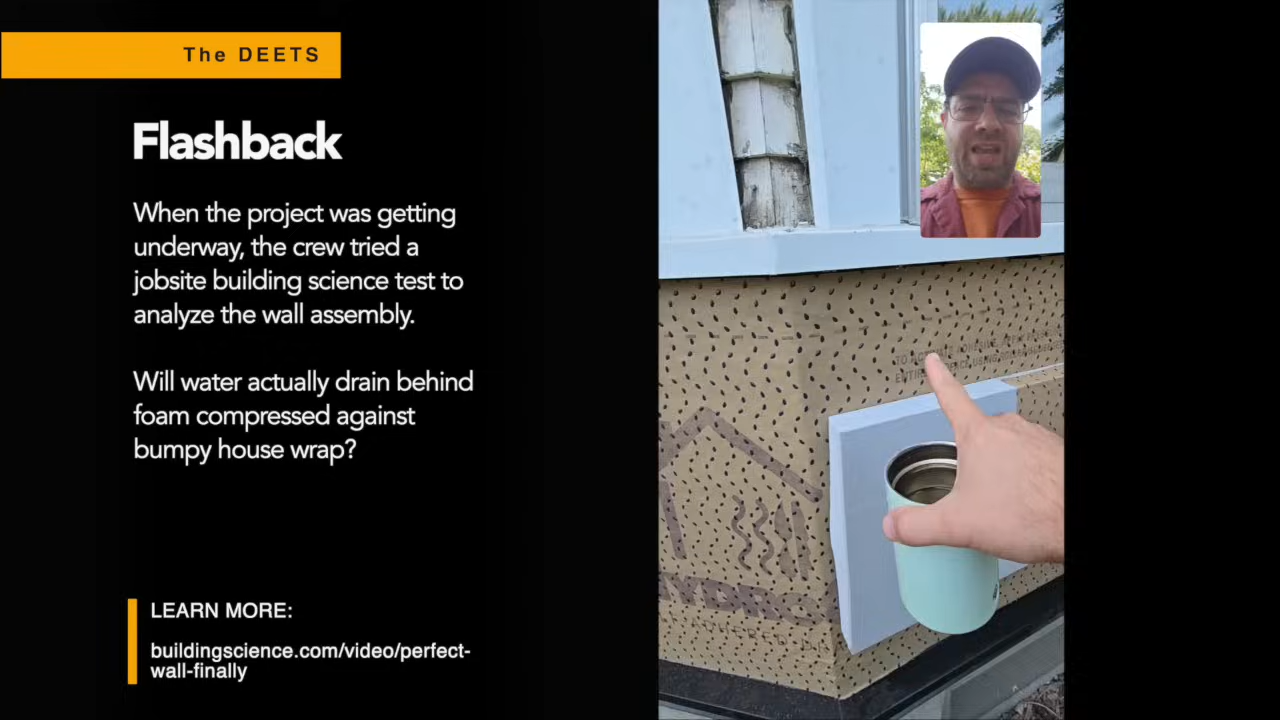 The DEETS
Flashback
When the project was getting
underway, the crew tried a
jobsite building science test to
analyze the wall assembly.
Will water actually drain behind
foam compressed against
bumpy house wrap?
LEARN MORE:
buildingscience.com/video/perfect-
wall-finally